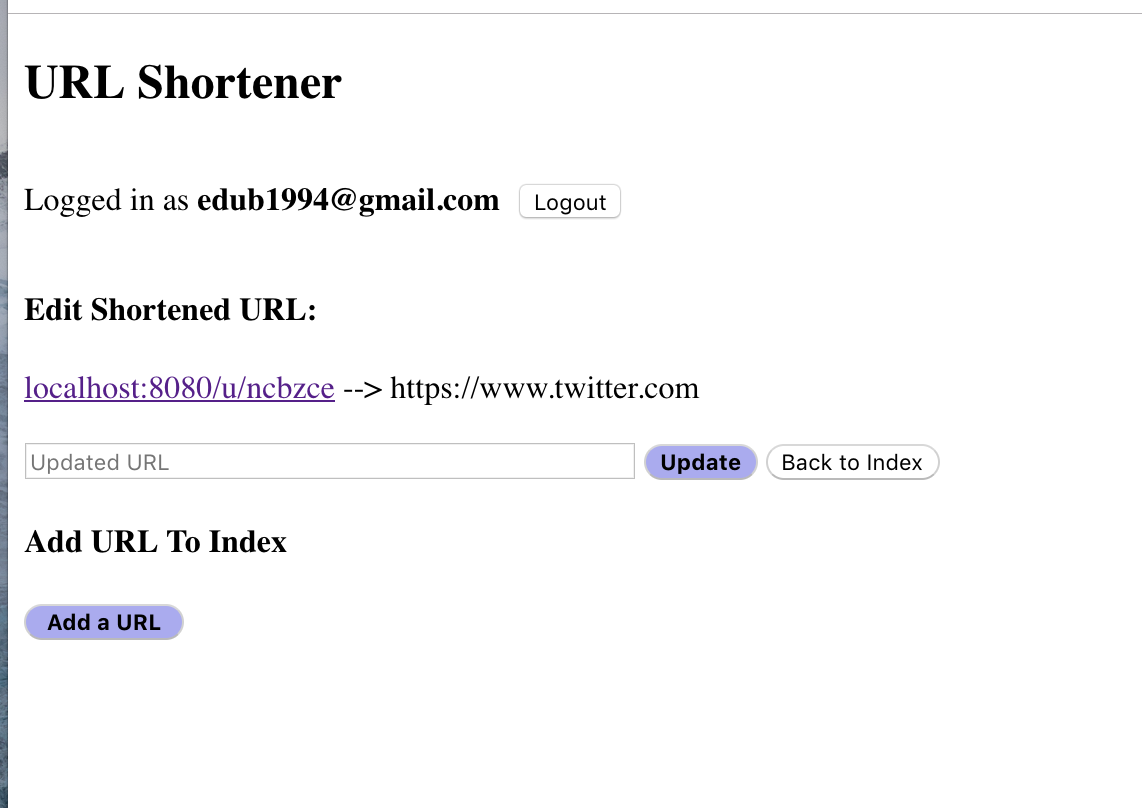 URL Shortener
Logged in as edub1994@gmail.com Logout
Edit Shortened URL:
localhost:8080/u/ncbzce --> https://www.twitter.com
Updated URL Update Back to Index
Add URL To Index
Add a URL